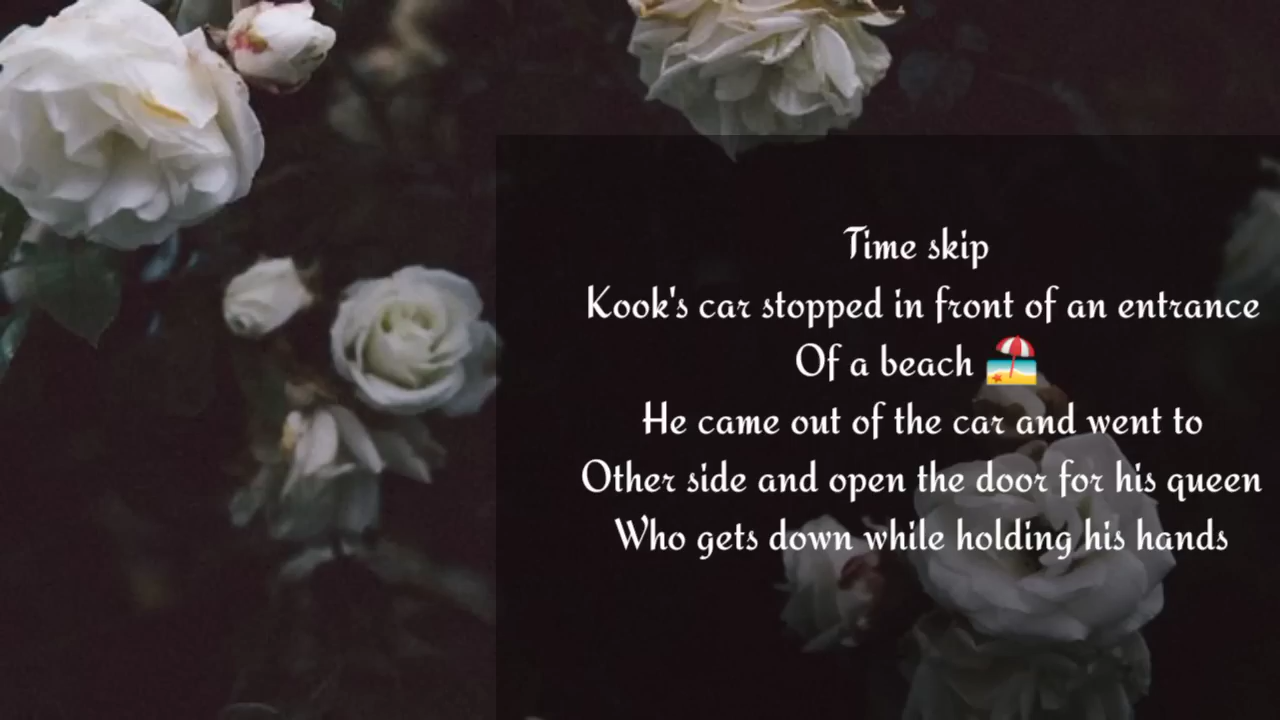 Time skip
Kook's car stopped in front of an entrance
Of a beach 🏖️
He came out of the car and went to
Other side and open the door for his queen
Who gets down while holding his hands